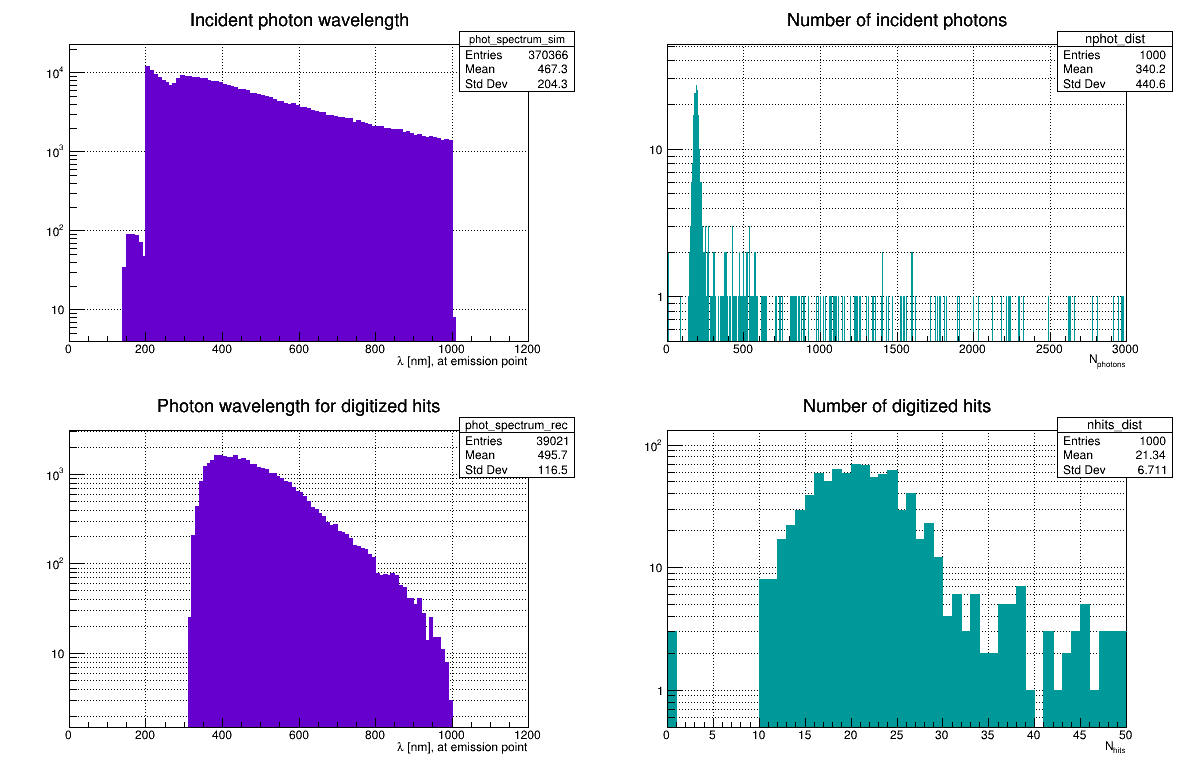 Incident photon wavelength
phot_spectrum_sim
Entries 370366
Mean 467.3
Std Dev 204.3
10^4
10^3
10^2
10
0 200 400 600 800 1000 1200
λ [nm], at emission point
Number of incident photons
nphot_dist
Entries 1000
Mean 340.2
Std Dev 440.6
10
1
0 500 1000 1500 2000 2500 3000
N_photons
Photon wavelength for digitized hits
phot_spectrum_rec
Entries 39021
Mean 495.7
Std Dev 116.5
10^3
10^2
10
0 200 400 600 800 1000 1200
λ [nm], at emission point
Number of digitized hits
nhits_dist
Entries 1000
Mean 21.34
Std Dev 6.711
10^2
10
1
0 5 10 15 20 25 30 35 40 45 50
N_hits